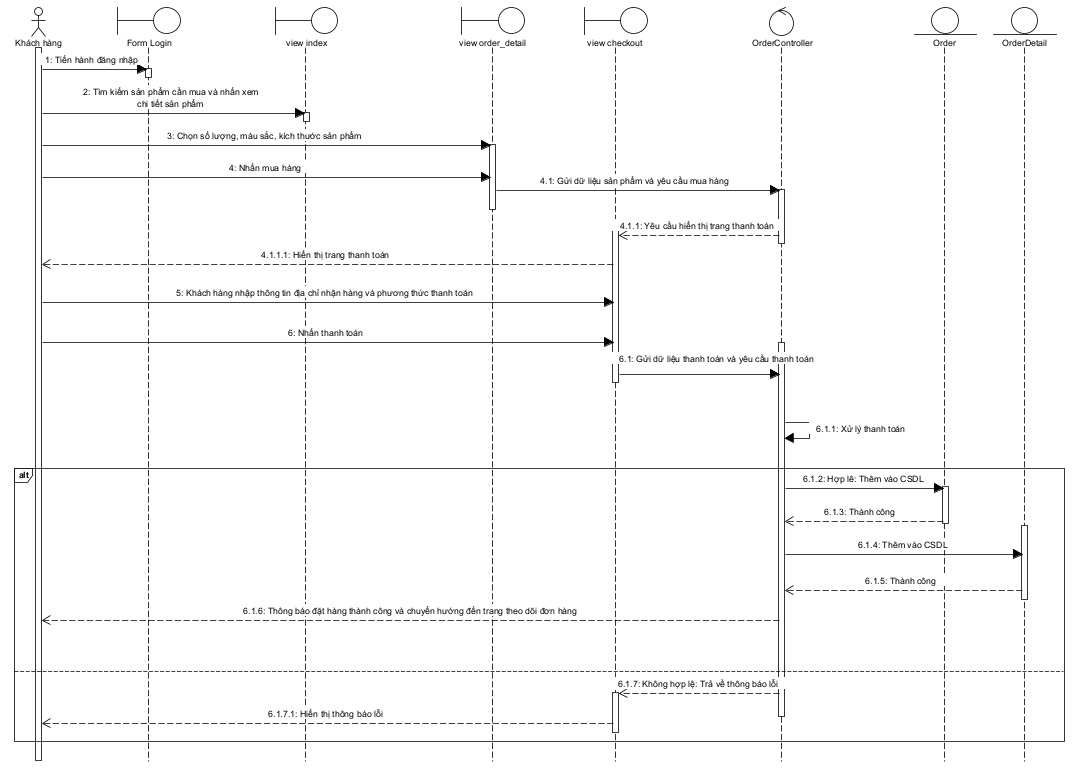 Khách hàng
Form Login
view index
view order_detail
view checkout
OrderController
Order
OrderDetail
1: Tiến hành đăng nhập
2: Tìm kiếm sản phẩm cần mua và nhấn xem
chi tiết sản phẩm
3: Chọn số lượng, màu sắc, kích thước sản phẩm
4: Nhấn mua hàng
4.1: Gửi dữ liệu sản phẩm và yêu cầu mua hàng
4.1.1: Yêu cầu hiển thị trang thanh toán
4.1.1.1: Hiển thị trang thanh toán
5: Khách hàng nhập thông tin địa chỉ nhận hàng và phương thức thanh toán
6: Nhấn thanh toán
6.1: Gửi dữ liệu thanh toán và yêu cầu thanh toán
6.1.1: Xử lý thanh toán
alt
6.1.2: Hợp lê: Thêm vào CSDL
6.1.3: Thành công
6.1.4: Thêm vào CSDL
6.1.5: Thành công
6.1.6: Thông báo đặt hàng thành công và chuyển hướng đến trang theo dõi đơn hàng
6.1.7: Không hợp lệ: Trả về thông báo lỗi
6.1.7.1: Hiển thị thông báo lỗi